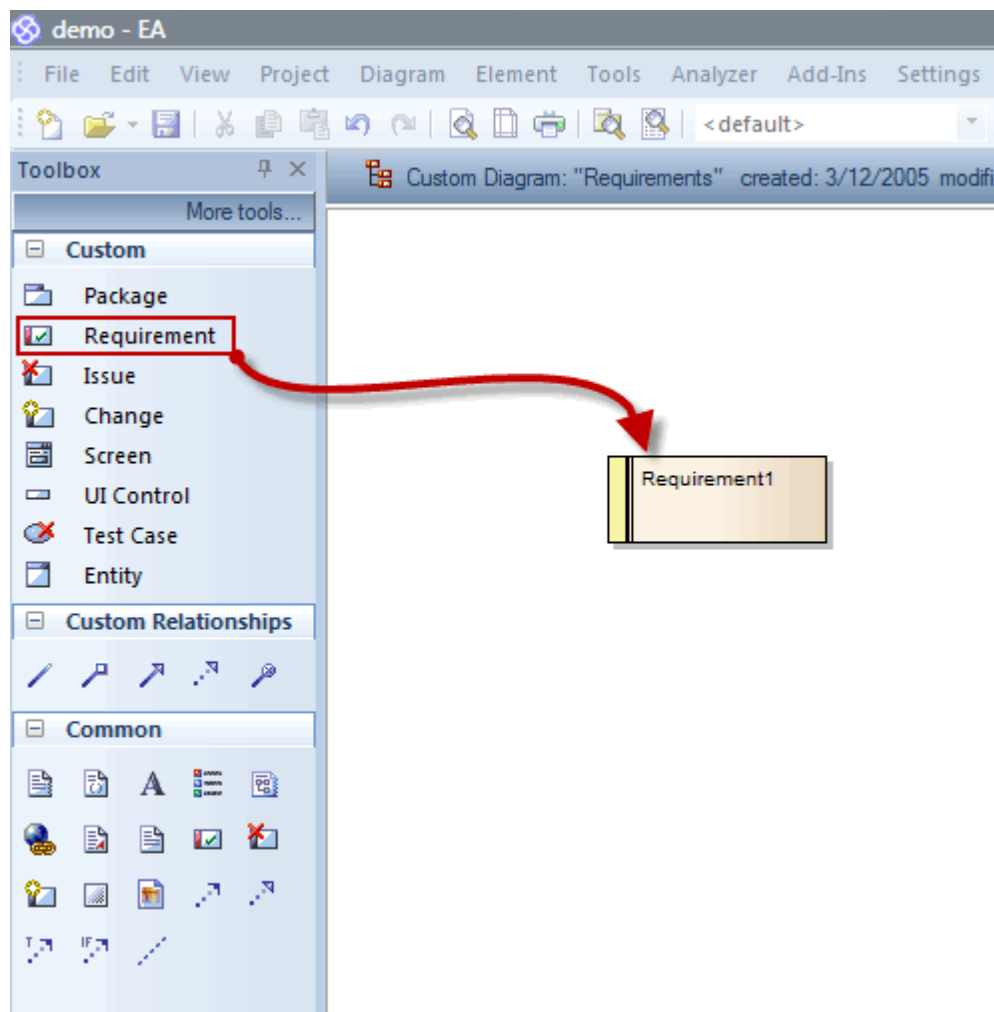 demo - EA
File Edit View Project Diagram Element Tools Analyzer Add-Ins Settings
<default>
Toolbox
Custom Diagram: "Requirements" created: 3/12/2005 modifi
More tools...
Custom
Package
Requirement
Issue
Change
Screen
UI Control
Test Case
Entity
Requirement1
Custom Relationships
Common
A
T
IF